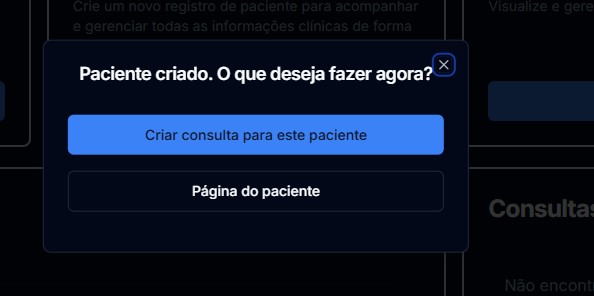 Crie um novo registro de paciente para acompanhar
e gerenciar todas as informações clínicas de forma
Visualize e gere
Paciente criado. O que deseja fazer agora?
Criar consulta para este paciente
Página do paciente
Consultas
Não encont